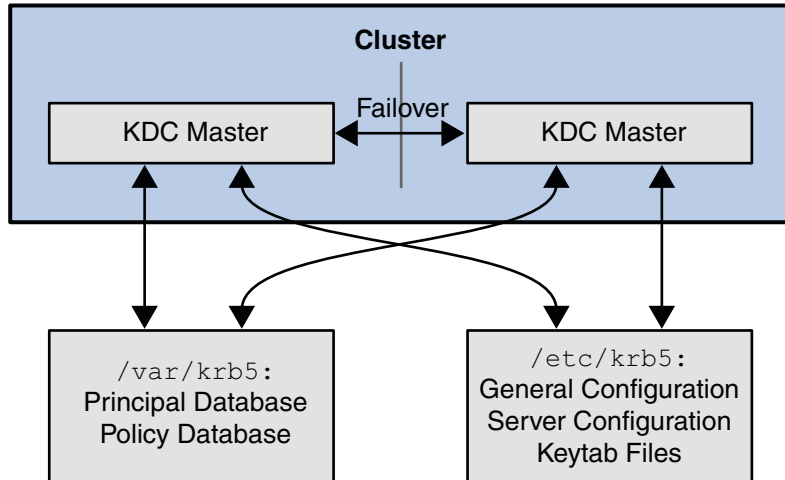 Cluster
Failover
KDC Master
KDC Master
/var/krb5:
Principal Database
Policy Database
/etc/krb5:
General Configuration
Server Configuration
Keytab Files